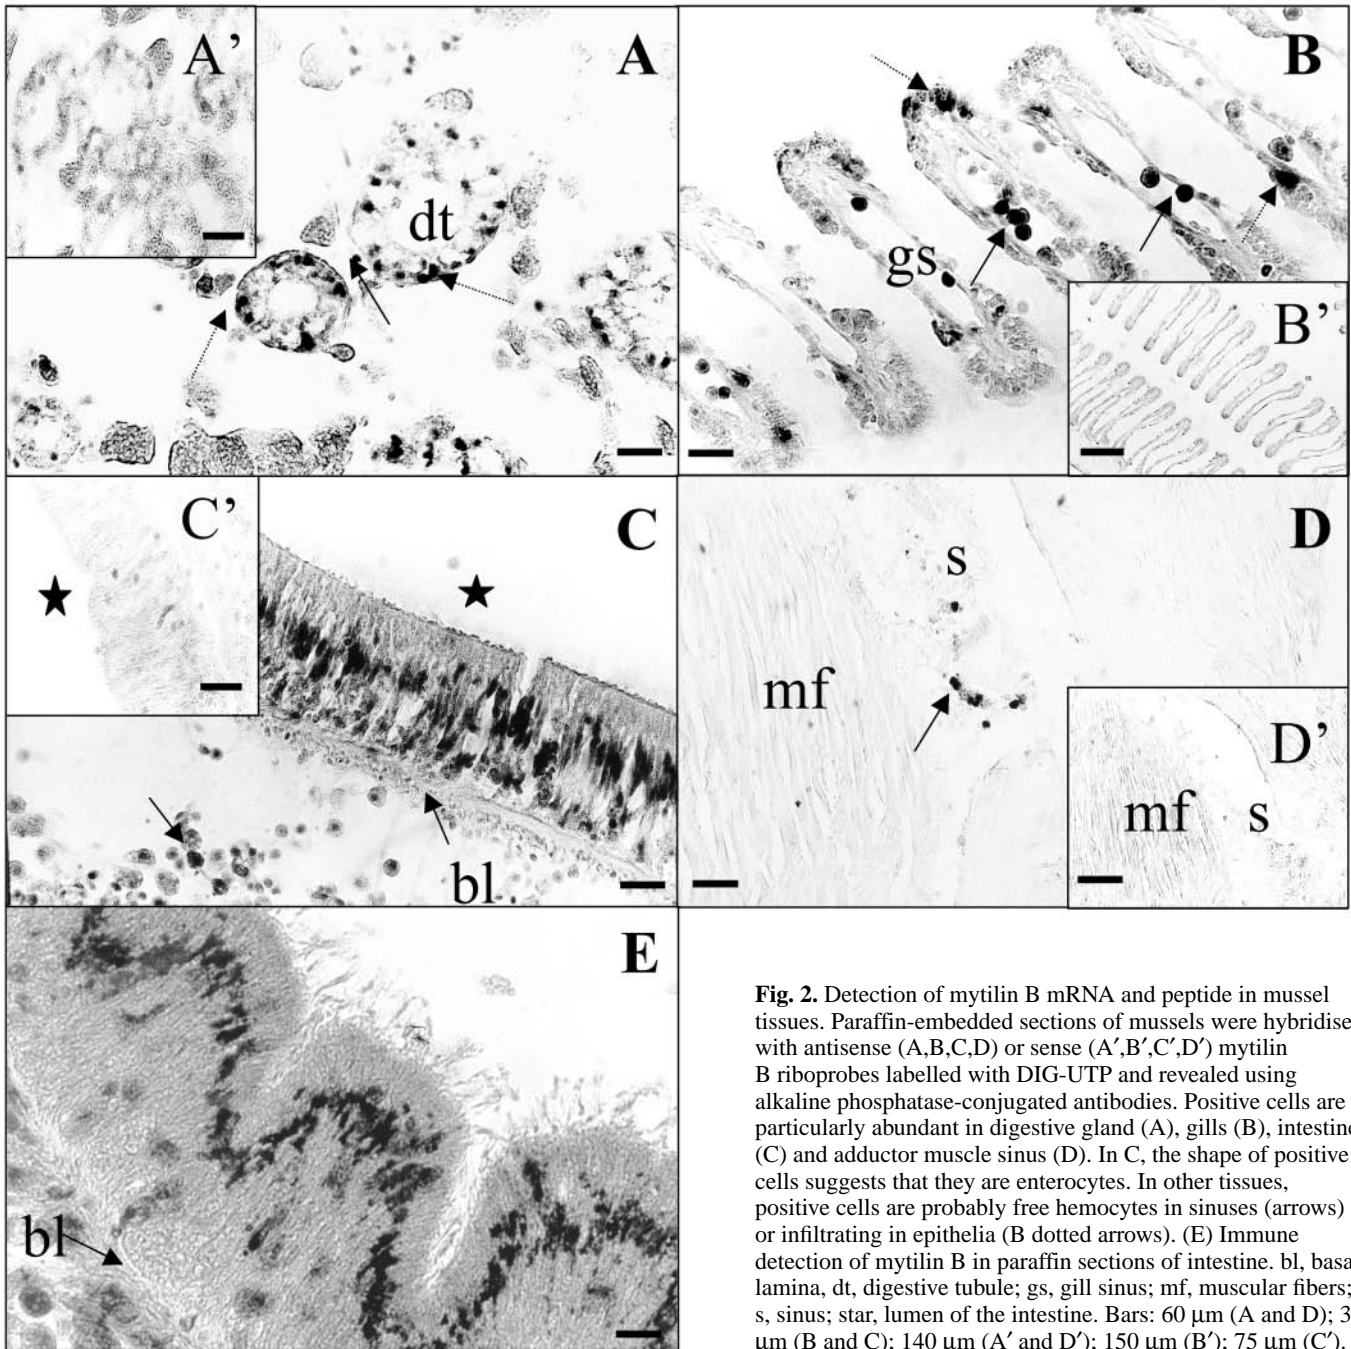 A’
A
dt
B
gs
B’
C’
C
bl
D
s
mf
D’
mf
s
E
bl
Fig. 2. Detection of mytilin B mRNA and peptide in mussel
tissues. Paraffin-embedded sections of mussels were hybridise
with antisense (A,B,C,D) or sense (A′,B′,C′,D′) mytilin
B riboprobes labelled with DIG-UTP and revealed using
alkaline phosphatase-conjugated antibodies. Positive cells are
particularly abundant in digestive gland (A), gills (B), intestine
(C) and adductor muscle sinus (D). In C, the shape of positive
cells suggests that they are enterocytes. In other tissues,
positive cells are probably free hemocytes in sinuses (arrows)
or infiltrating in epithelia (B dotted arrows). (E) Immune
detection of mytilin B in paraffin sections of intestine. bl, basa
lamina, dt, digestive tubule; gs, gill sinus; mf, muscular fibers;
s, sinus; star, lumen of the intestine. Bars: 60 µm (A and D); 3
µm (B and C); 140 µm (A′ and D′); 150 µm (B′); 75 µm (C′).